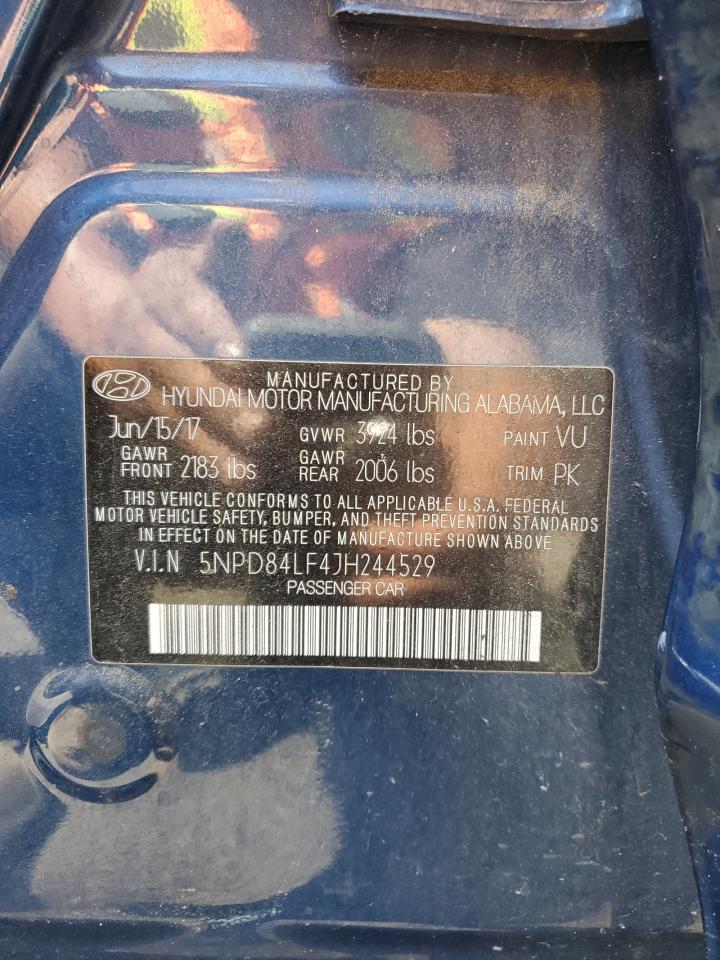 MANUFACTURED BY
HYUNDAI MOTOR MANUFACTURING ALABAMA, LLC
Jun/15/17 GVWR 3924 lbs PAINT VU
GAWR FRONT 2183 lbs GAWR REAR 2006 lbs TRIM PK
THIS VEHICLE CONFORMS TO ALL APPLICABLE U.S.A. FEDERAL
MOTOR VEHICLE SAFETY, BUMPER, AND THEFT PREVENTION STANDARDS
IN EFFECT ON THE DATE OF MANUFACTURE SHOWN ABOVE
V.I.N 5NPD84LF4JH244529
PASSENGER CAR